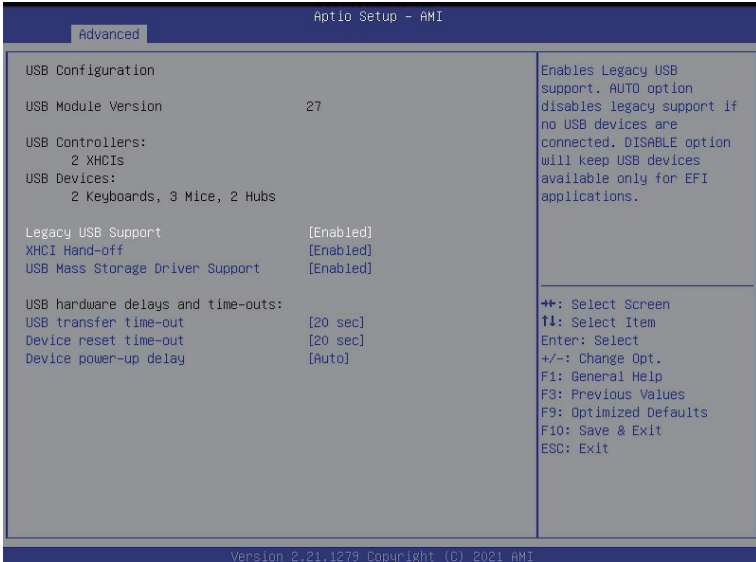 Aptio Setup – AMI
Advanced
USB Configuration
USB Module Version 27
USB Controllers:
2 XHCIs
USB Devices:
2 Keyboards, 3 Mice, 2 Hubs
Legacy USB Support [Enabled]
XHCI Hand-off [Enabled]
USB Mass Storage Driver Support [Enabled]
USB hardware delays and time-outs:
USB transfer time-out [20 sec]
Device reset time-out [20 sec]
Device power-up delay [Auto]
Enables Legacy USB
support. AUTO option
disables legacy support if
no USB devices are
connected. DISABLE option
will keep USB devices
available only for EFI
applications.
→←: Select Screen
↑↓: Select Item
Enter: Select
+/-: Change Opt.
F1: General Help
F3: Previous Values
F9: Optimized Defaults
F10: Save & Exit
ESC: Exit
Version 2.21.1279 Copyright (C) 2021 AMI